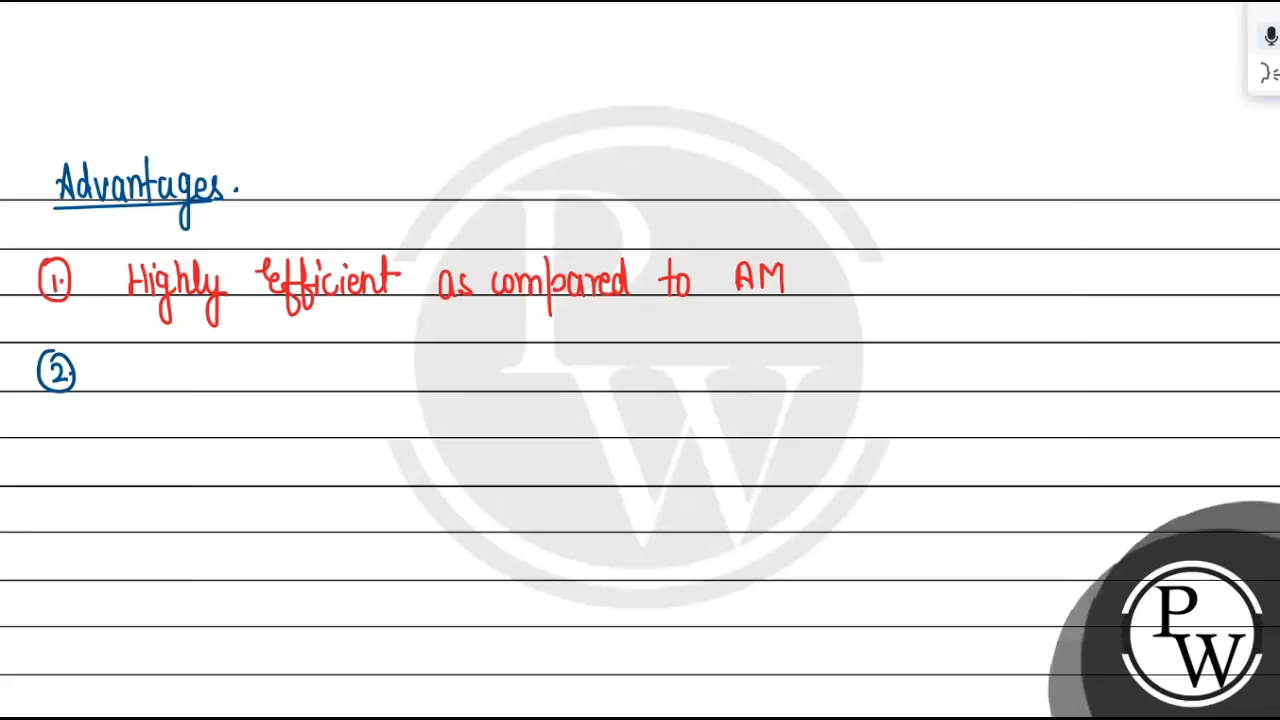 Advantages.
1. Highly efficient as compared to AM
2.
P
W
P
W